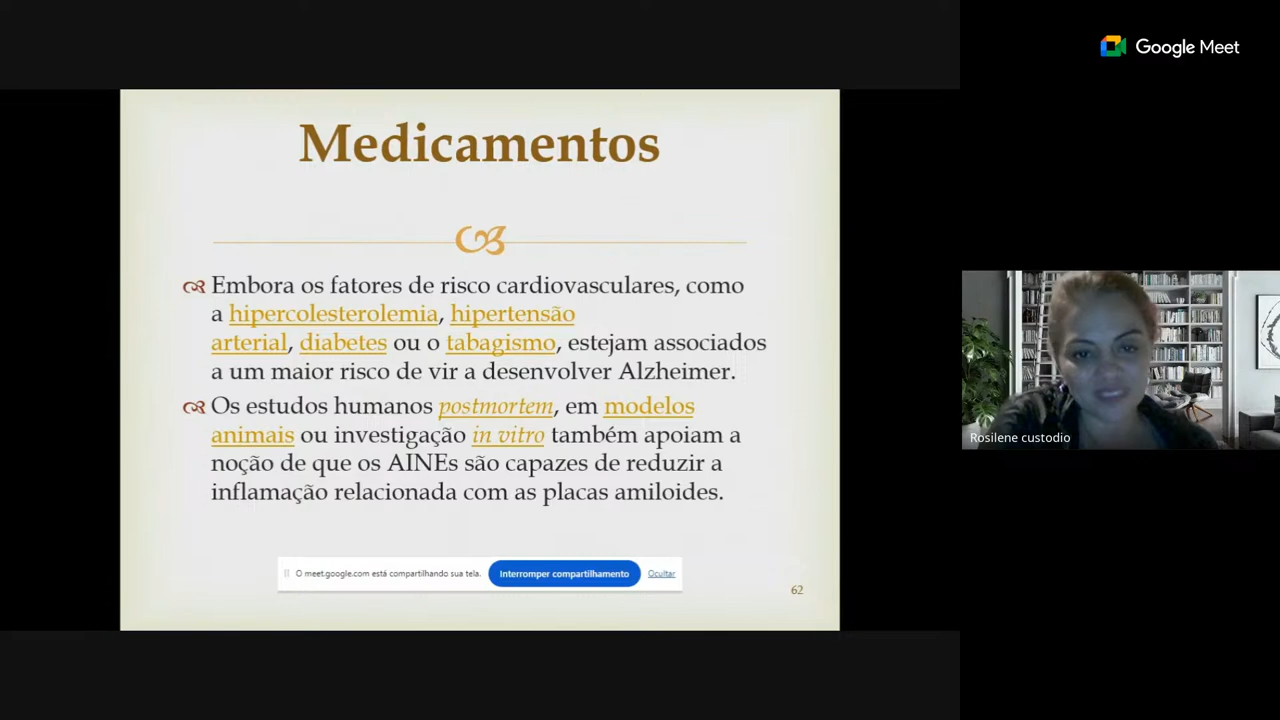 Google Meet
Medicamentos
Embora os fatores de risco cardiovasculares, como
a hipercolesterolemia, hipertensão
arterial, diabetes ou o tabagismo, estejam associados
a um maior risco de vir a desenvolver Alzheimer.
Os estudos humanos postmortem, em modelos
animais ou investigação in vitro também apoiam a
noção de que os AINEs são capazes de reduzir a
inflamação relacionada com as placas amiloides.
O meet.google.com está compartilhando sua tela. Interromper compartilhamento Ocultar
62
Rosilene custodio